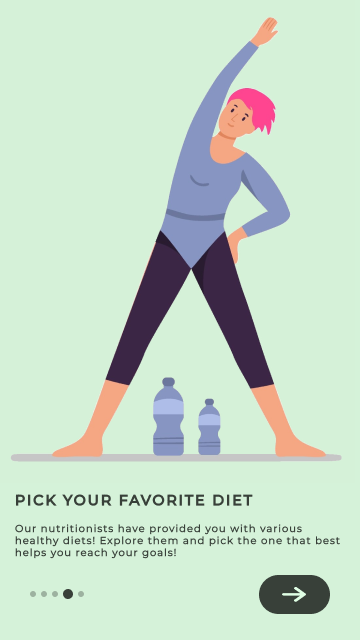 PICK YOUR FAVORITE DIET
Our nutritionists have provided you with various
healthy diets! Explore them and pick the one that best
helps you reach your goals!